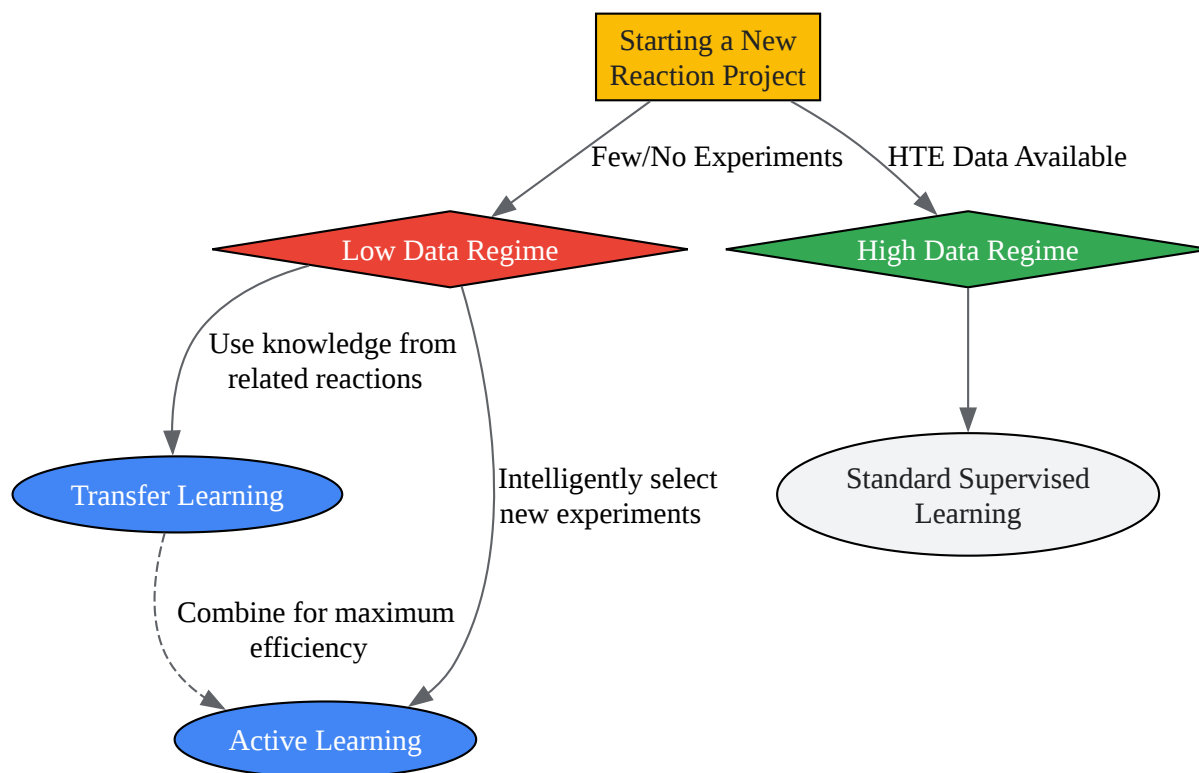 Starting a New
Reaction Project
Few/No Experiments
HTE Data Available
Low Data Regime
High Data Regime
Use knowledge from
related reactions
Transfer Learning
Intelligently select
new experiments
Standard Supervised
Learning
Combine for maximum
efficiency
Active Learning